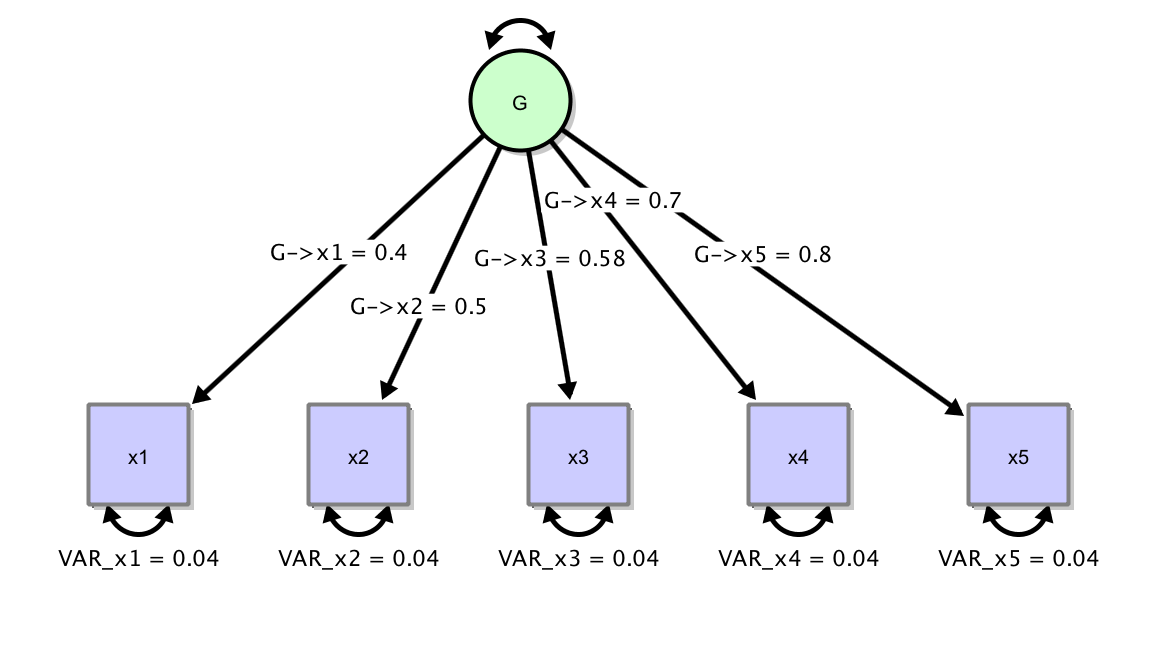 G
G->x4 = 0.7
G->x1 = 0.4
G->x3 = 0.58
G->x5 = 0.8
G->x2 = 0.5
x1
x2
x3
x4
x5
VAR_x1 = 0.04
VAR_x2 = 0.04
VAR_x3 = 0.04
VAR_x4 = 0.04
VAR_x5 = 0.04